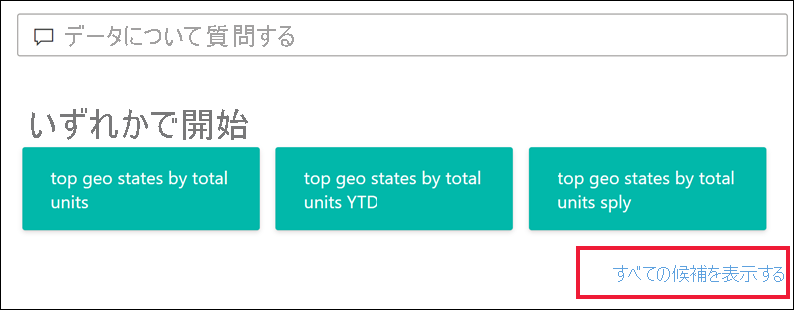 データについて質問する
いずれかで開始
top geo states by total
units
top geo states by total
units YTD
top geo states by total
units sply
すべての候補を表示する